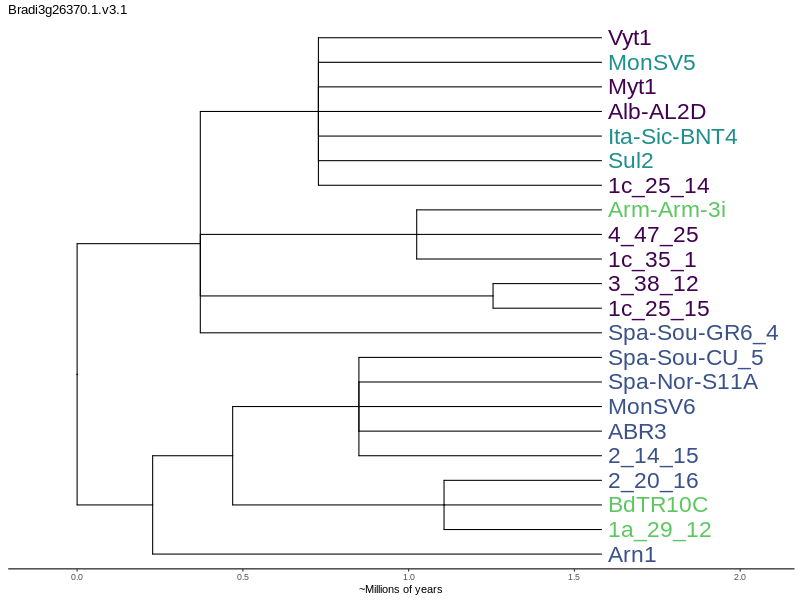 Bradi3g26370.1.v3.1
Vyt1
MonSV5
Myt1
Alb-AL2D
Ita-Sic-BNT4
Sul2
1c_25_14
Arm-Arm-3i
4_47_25
1c_35_1
3_38_12
1c_25_15
Spa-Sou-GR6_4
Spa-Sou-CU_5
Spa-Nor-S11A
MonSV6
ABR3
2_14_15
2_20_16
BdTR10C
1a_29_12
Arn1
0.0 0.5 1.0 1.5 2.0
~Millions of years